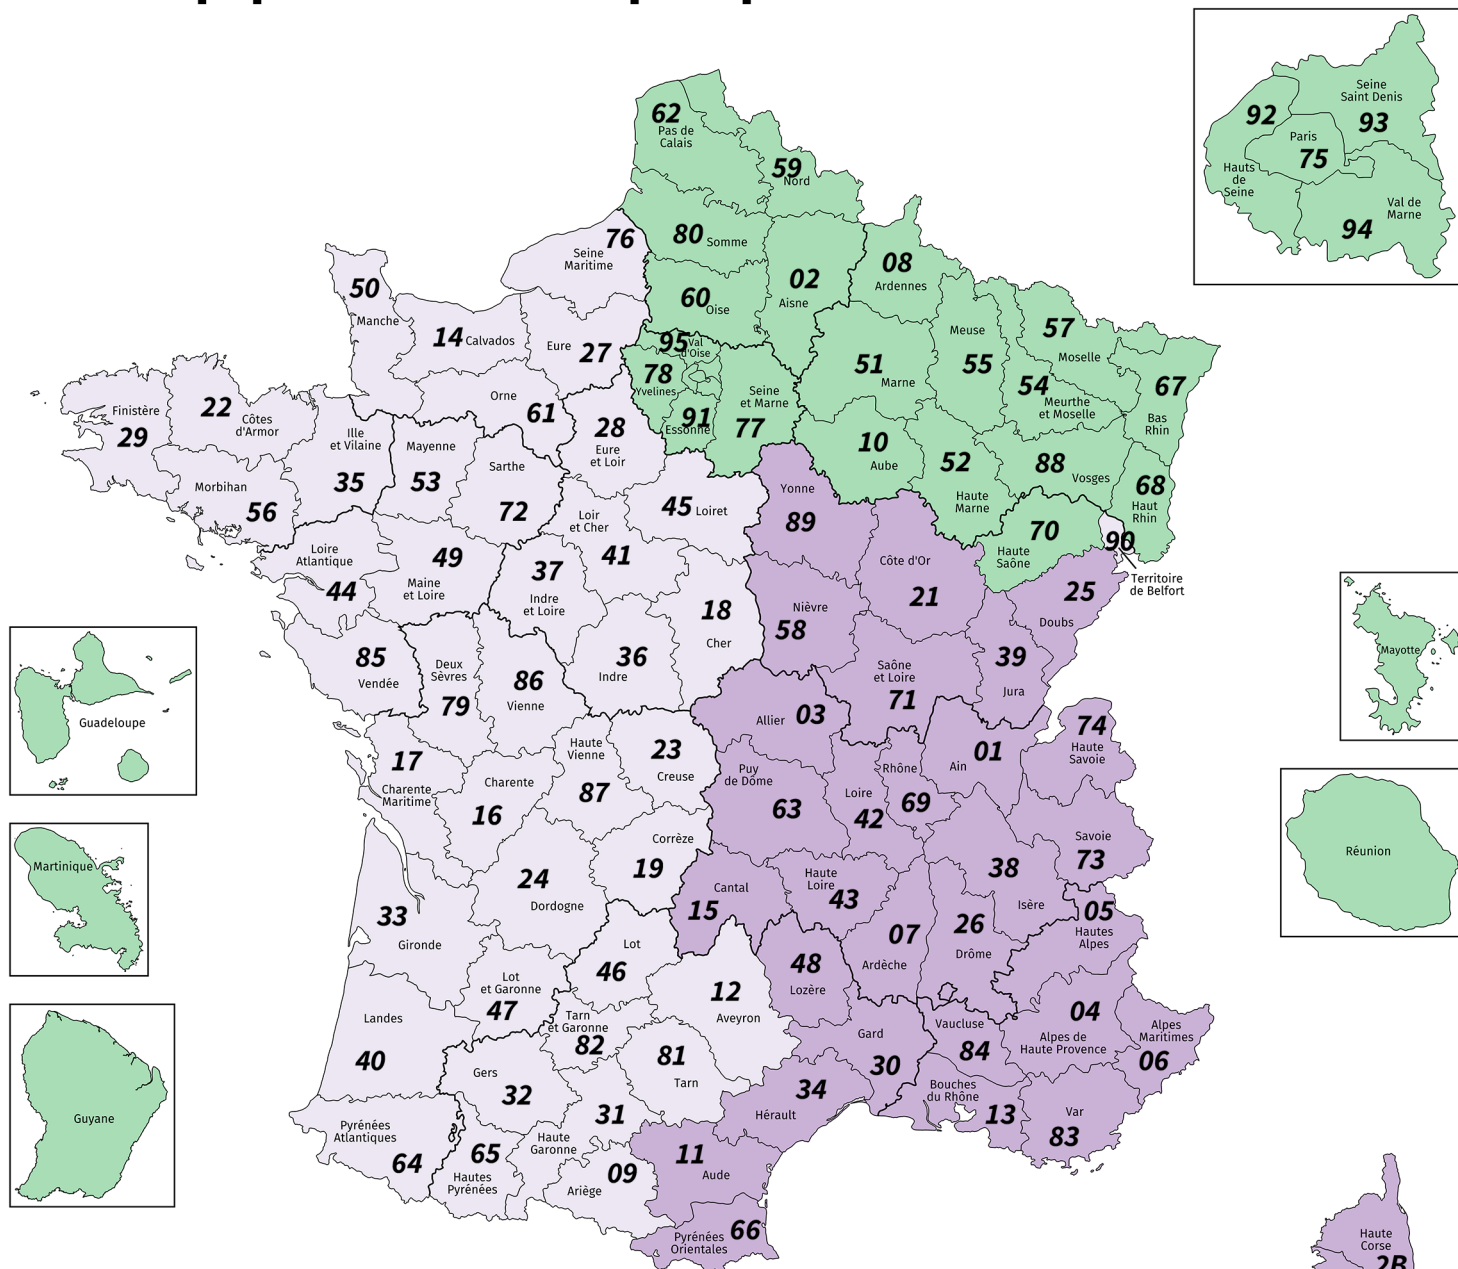 62
Pas de
Calais
59
Nord
80 Somme
76
Seine
Maritime
02
Aisne
08
Ardennes
60
Oise
50
Manche
14 Calvados
Eure 27
95
Val
d'Oise
78
Yvelines
91
Essonne
Seine
et Marne
77
51
Marne
Meuse
55
57
Moselle
54
Meurthe
et Moselle
67
Bas
Rhin
Orne
61
28
Eure
et Loir
Finistère
29
22
Côtes
d'Armor
Ille
et Vilaine
35
Morbihan
56
Mayenne
53
Sarthe
72
10
Aube
52
Haute
Marne
88
Vosges
68
Haut
Rhin
45 Loiret
Loir
et Cher
41
Yonne
89
Côte d'Or
21
70
Haute
Saône
90
Territoire
de Belfort
25
Doubs
Loire
Atlantique
44
49
Maine
et Loire
37
Indre
et Loire
18
Cher
Nièvre
58
85
Vendée
Deux
Sèvres
79
86
Vienne
36
Indre
Saône
et Loire
71
39
Jura
Allier 03
17
Charente
Maritime
Charente
16
Haute
Vienne
87
23
Creuse
Puy
de Dôme
63
Loire
42
Rhône
69
Ain
01
74
Haute
Savoie
Savoie
73
Corrèze
19
24
Dordogne
33
Gironde
Cantal
15
Haute
Loire
43
38
Isère
07
Ardèche
26
Drôme
05
Hautes
Alpes
Lot
46
Lot
et Garonne
47
12
Aveyron
48
Lozère
Landes
40
Tarn
et Garonne
82
81
Tarn
Gard
30
Vaucluse
84
04
Alpes de
Haute Provence
Alpes
Maritimes
06
Gers
32
31
Haute
Garonne
34
Hérault
Bouches
du Rhône
13
Var
83
Pyrénées
Atlantiques
64
65
Hautes
Pyrénées
09
Ariège
11
Aude
Pyrénées
Orientales
66
92
Hauts
de
Seine
Paris
75
Seine
Saint Denis
93
Val de
Marne
94
Guadeloupe
Martinique
Guyane
Mayotte
Réunion
Haute
Corse
2B